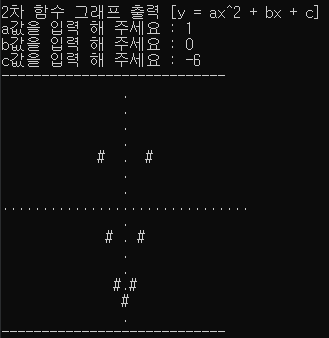 2차 함수 그래프 출력 [y = ax^2 + bx + c]
a값을 입력 해 주세요 : 1
b값을 입력 해 주세요 : 0
c값을 입력 해 주세요 : -6
----------------------------
.
.
.
.
# . #
.
.
...............................
.
# . #
.
.
#.#
#
.
----------------------------